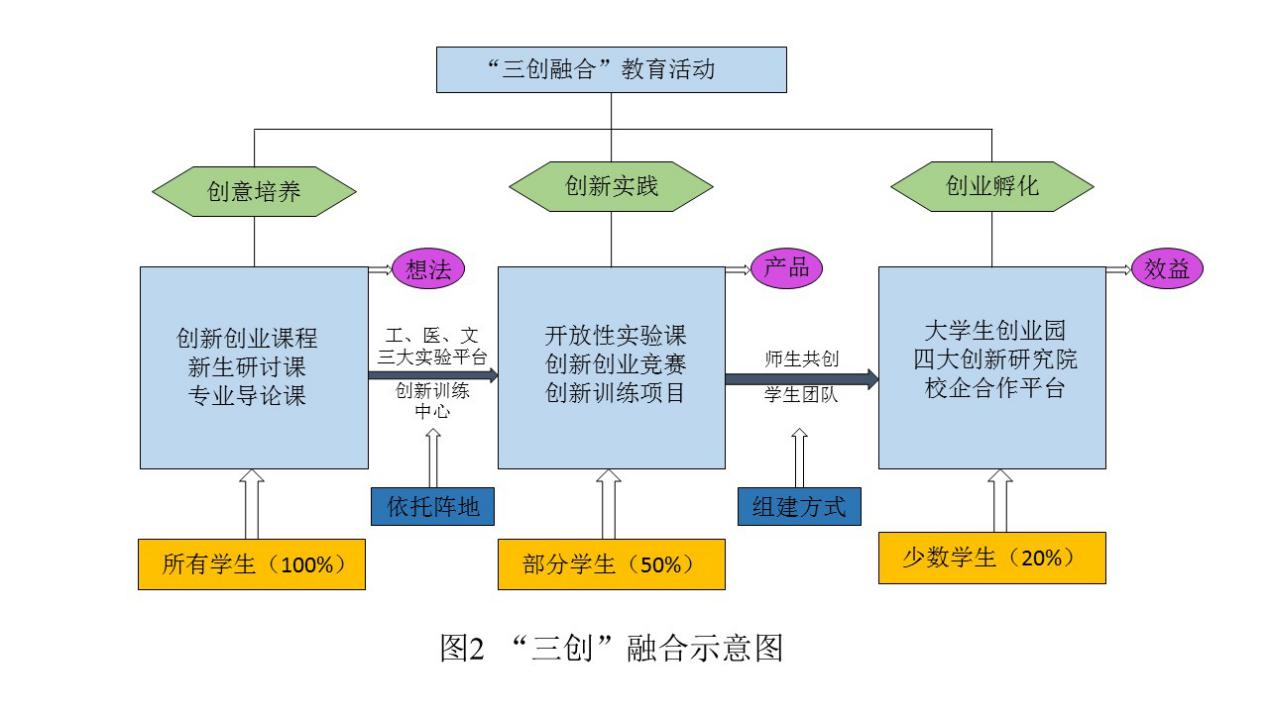 “三创融合”教育活动
创意培养
创新实践
创业孵化
想法
产品
效益
创新创业课程
新生研讨课
专业导论课
工、医、文
三大实验平台
创新训练
中心
开放性实验课
创新创业竞赛
创新训练项目
师生共创
学生团队
大学生创业园
四大创新研究院
校企合作平台
依托阵地
组建方式
所有学生（100%）
部分学生（50%）
少数学生（20%）
图2 “三创”融合示意图